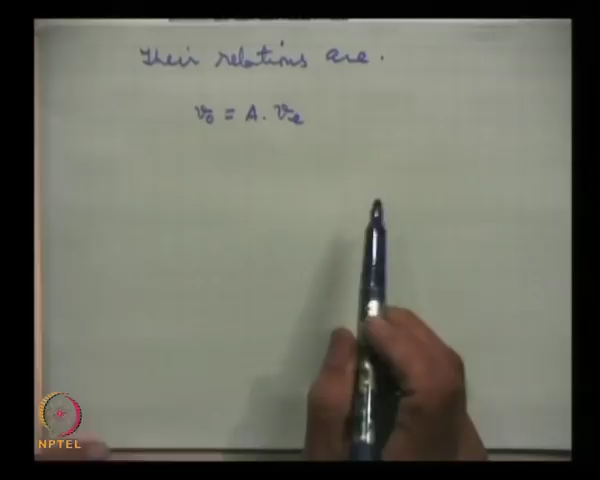 Their relations are.
v₀ = A. vₑ
NPTEL